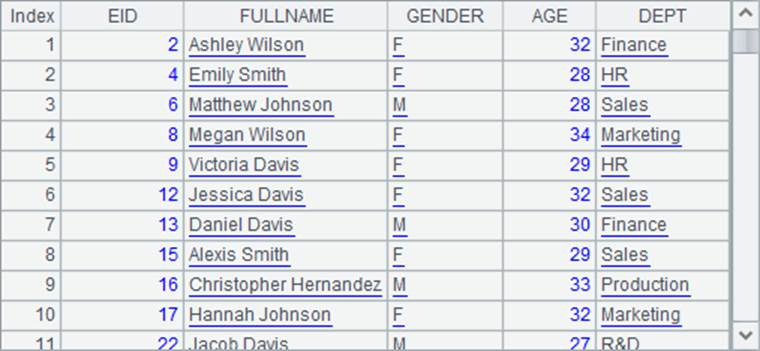 Index EID FULLNAME GENDER AGE DEPT
1 2 Ashley Wilson F 32 Finance
2 4 Emily Smith F 28 HR
3 6 Matthew Johnson M 28 Sales
4 8 Megan Wilson F 34 Marketing
5 9 Victoria Davis F 29 HR
6 12 Jessica Davis F 32 Sales
7 13 Daniel Davis M 30 Finance
8 15 Alexis Smith F 29 Sales
9 16 Christopher Hernandez M 33 Production
10 17 Hannah Johnson F 32 Marketing
11 22 Jacob Davis M 27 R&D